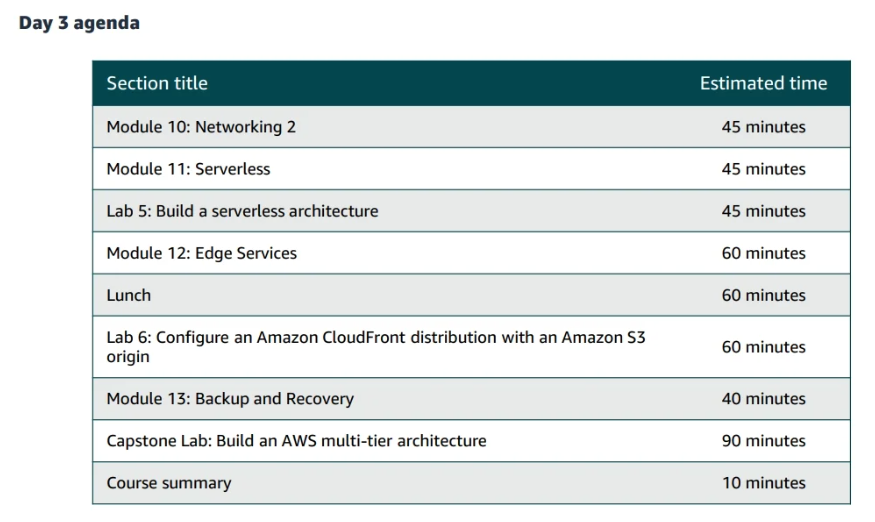 Day 3 agenda
Section title Estimated time
Module 10: Networking 2 45 minutes
Module 11: Serverless 45 minutes
Lab 5: Build a serverless architecture 45 minutes
Module 12: Edge Services 60 minutes
Lunch 60 minutes
Lab 6: Configure an Amazon CloudFront distribution with an Amazon S3
origin 60 minutes
Module 13: Backup and Recovery 40 minutes
Capstone Lab: Build an AWS multi-tier architecture 90 minutes
Course summary 10 minutes